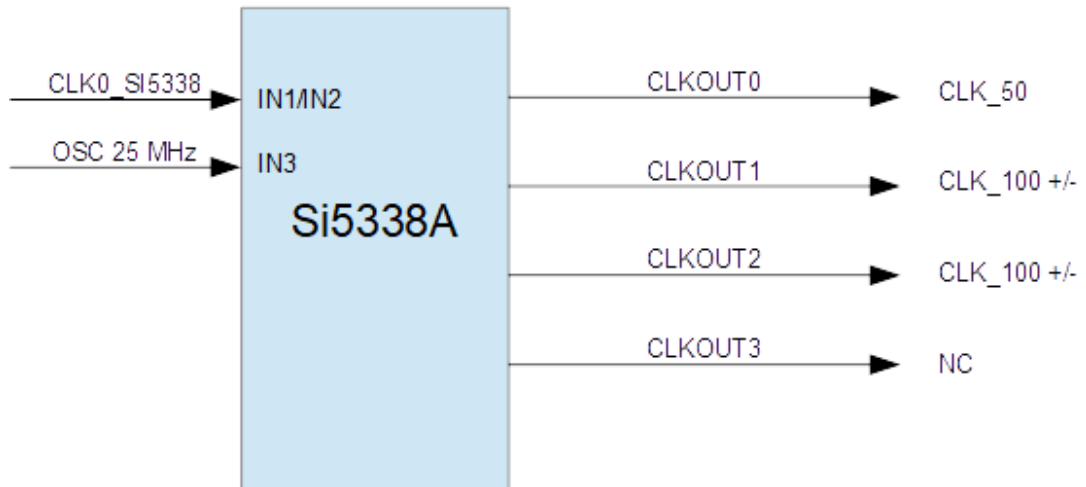 CLK0_SI5338
IN1/IN2
OSC 25 MHz
IN3
Si5338A
CLKOUT0
CLK_50
CLKOUT1
CLK_100 +/-
CLKOUT2
CLK_100 +/-
CLKOUT3
NC